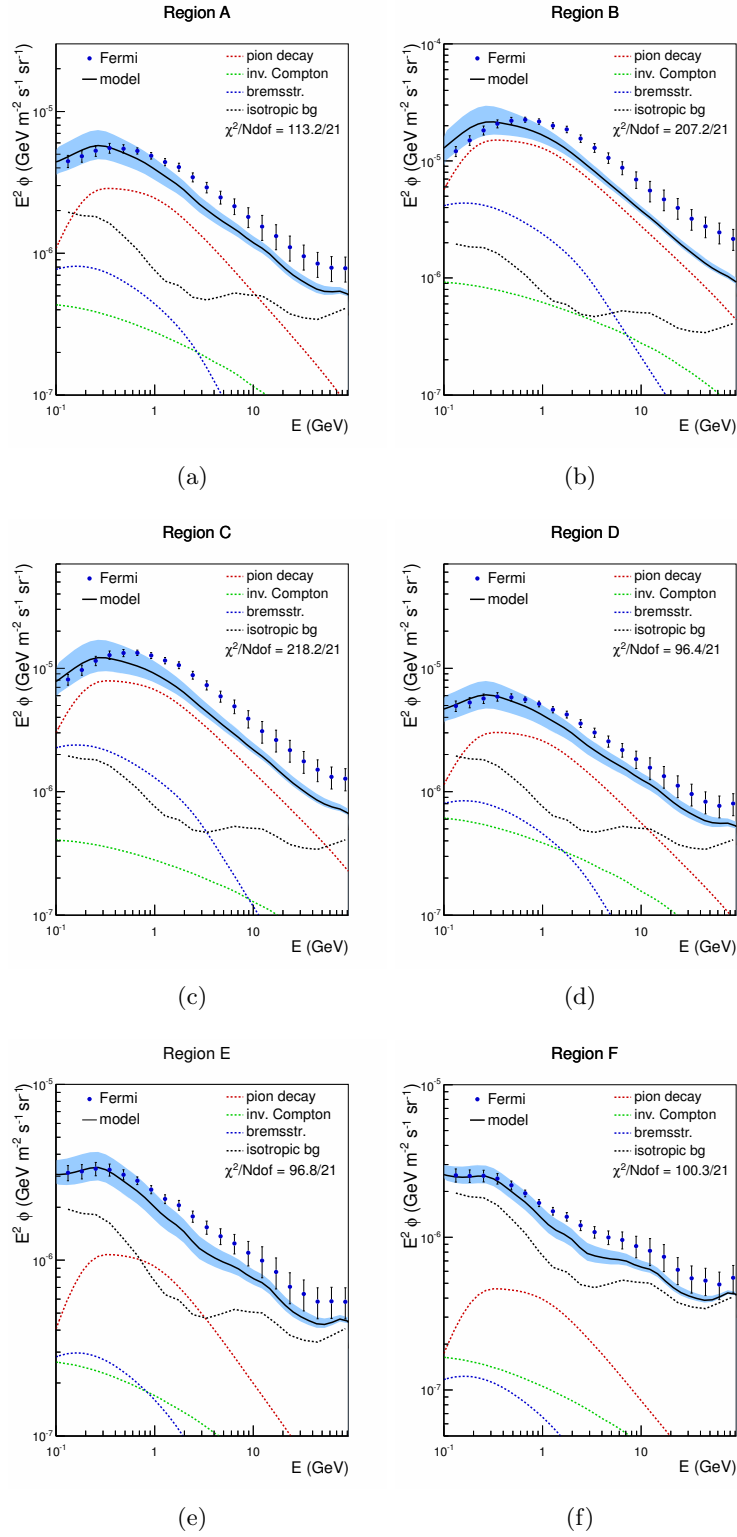 Region A
E² φ (GeV m⁻² s⁻¹ sr⁻¹)
10⁻⁵
10⁻⁶
10⁻⁷
Fermi
model
pion decay
inv. Compton
bremsstr.
isotropic bg
χ²/Ndof = 113.2/21
10⁻¹ 1 10
E (GeV)
(a)
Region B
E² φ (GeV m⁻² s⁻¹ sr⁻¹)
10⁻⁴
10⁻⁵
10⁻⁶
10⁻⁷
Fermi
model
pion decay
inv. Compton
bremsstr.
isotropic bg
χ²/Ndof = 207.2/21
10⁻¹ 1 10
E (GeV)
(b)
Region C
E² φ (GeV m⁻² s⁻¹ sr⁻¹)
10⁻⁵
10⁻⁶
10⁻⁷
Fermi
model
pion decay
inv. Compton
bremsstr.
isotropic bg
χ²/Ndof = 218.2/21
10⁻¹ 1 10
E (GeV)
(c)
Region D
E² φ (GeV m⁻² s⁻¹ sr⁻¹)
10⁻⁵
10⁻⁶
10⁻⁷
Fermi
model
pion decay
inv. Compton
bremsstr.
isotropic bg
χ²/Ndof = 96.4/21
10⁻¹ 1 10
E (GeV)
(d)
Region E
E² φ (GeV m⁻² s⁻¹ sr⁻¹)
10⁻⁵
10⁻⁶
10⁻⁷
Fermi
model
pion decay
inv. Compton
bremsstr.
isotropic bg
χ²/Ndof = 96.8/21
10⁻¹ 1 10
E (GeV)
(e)
Region F
E² φ (GeV m⁻² s⁻¹ sr⁻¹)
10⁻⁵
10⁻⁶
10⁻⁷
Fermi
model
pion decay
inv. Compton
bremsstr.
isotropic bg
χ²/Ndof = 100.3/21
10⁻¹ 1 10
E (GeV)
(f)